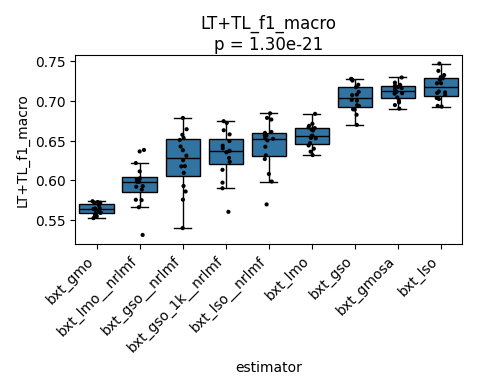 LT+TL_f1_macro
p = 1.30e-21
LT+TL_f1_macro
0.75
0.70
0.65
0.60
0.55
bxt_gmo
bxt_lmo__nrlmf
bxt_gso__nrlmf
bxt_gso_1k__nrlmf
bxt_lso__nrlmf
bxt_lmo
bxt_gso
bxt_gmosa
bxt_lso
estimator